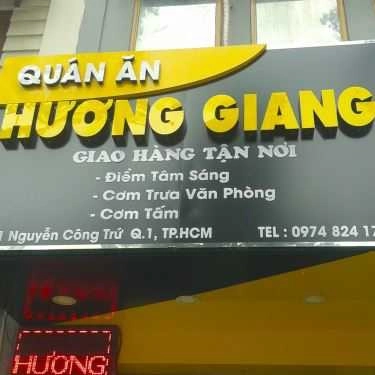 QUÁN ĂN
HƯƠNG GIANG
GIAO HÀNG TẬN NƠI
- Điểm Tâm Sáng
- Cơm Trưa Văn Phòng
- Cơm Tấm
Nguyễn Công Trứ Q.1, TP.HCM TEL : 0974 824 17
HƯƠNG